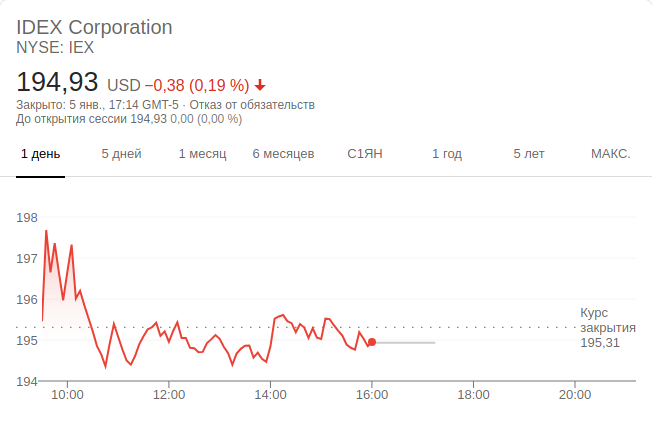 IDEX Corporation
NYSE: IEX
194,93 USD −0,38 (0,19 %)
Закрыто: 5 янв., 17:14 GMT-5 · Отказ от обязательств
До открытия сессии 194,93 0,00 (0,00 %)
1 день 5 дней 1 месяц 6 месяцев С1ЯН 1 год 5 лет МАКС.
198
197
196
Курс
закрытия
195,31
195
194
10:00 12:00 14:00 16:00 18:00 20:00